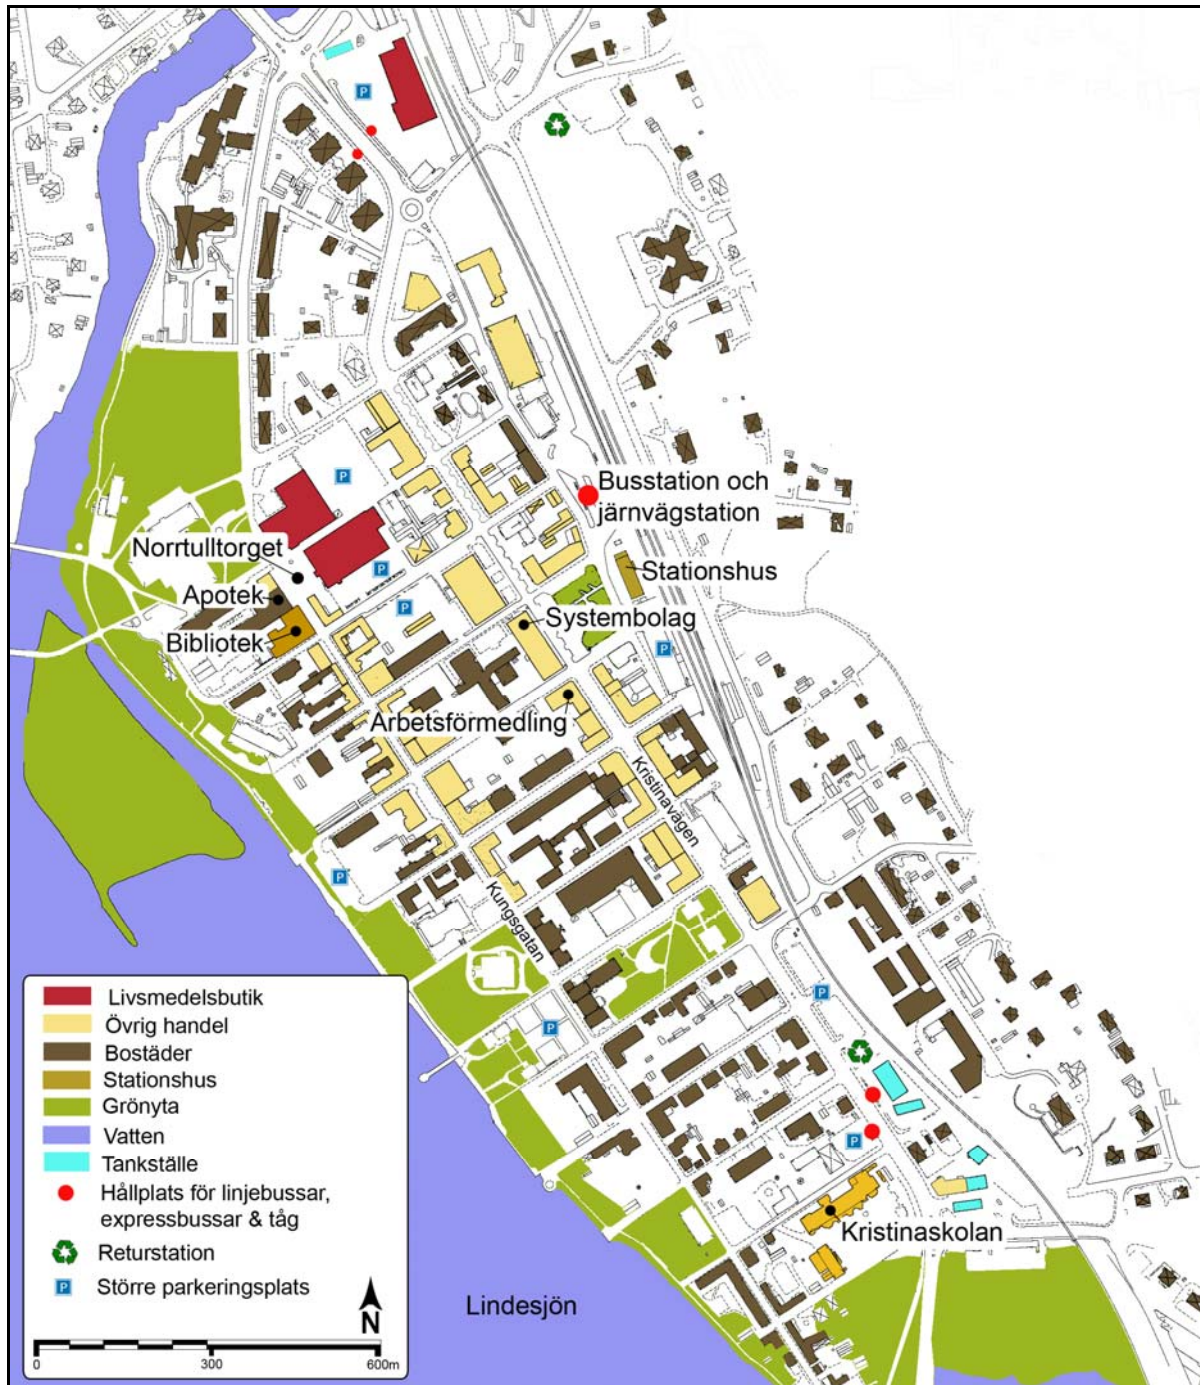 P
Busstation och
järnvägstation
P
Norrtulltorget
P
Stationshus
Apotek
P
Systembolag
Bibliotek
P
Arbetsförmedling
Kristinavägen
P
Kungsgatan
Livsmedelsbutik
Övrig handel
Bostäder
Stationshus
Grönyta
Vatten
Tankställe
Hållplats för linjebussar,
expressbussar & tåg
Returstation
P Större parkeringsplats
N
0 300 600m
P
P
P
Kristinaskolan
Lindesjön